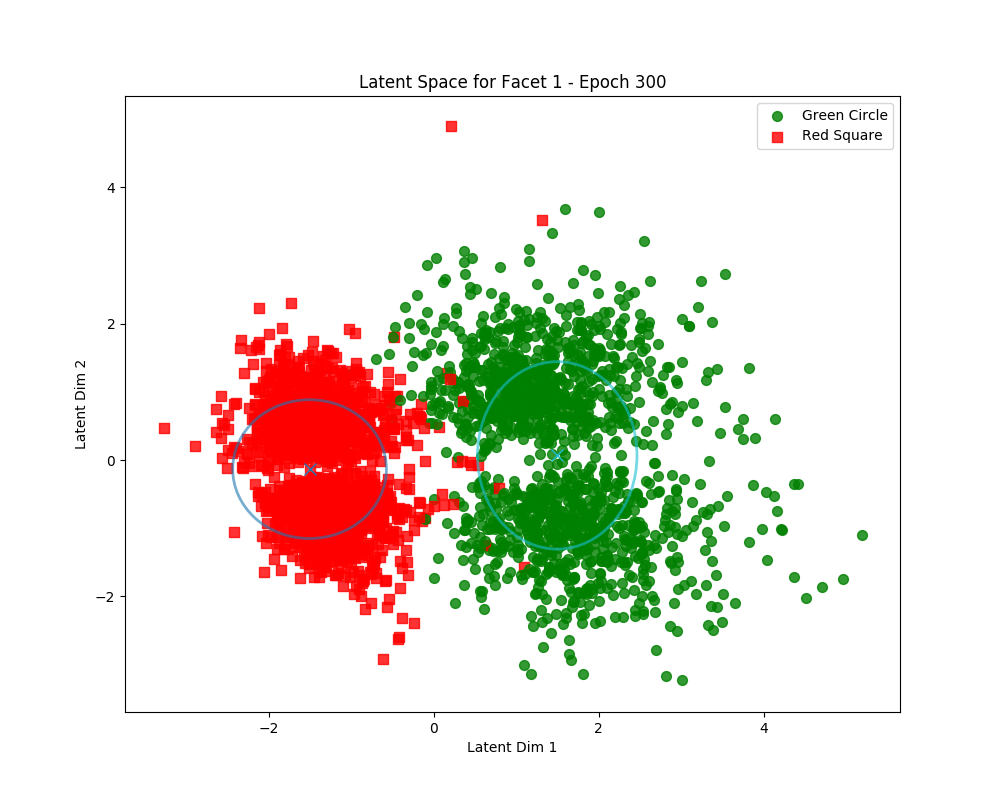 Latent Space for Facet 1 - Epoch 300
Green Circle
Red Square
4
2
0
−2
Latent Dim 2
−2
0
2
4
Latent Dim 1